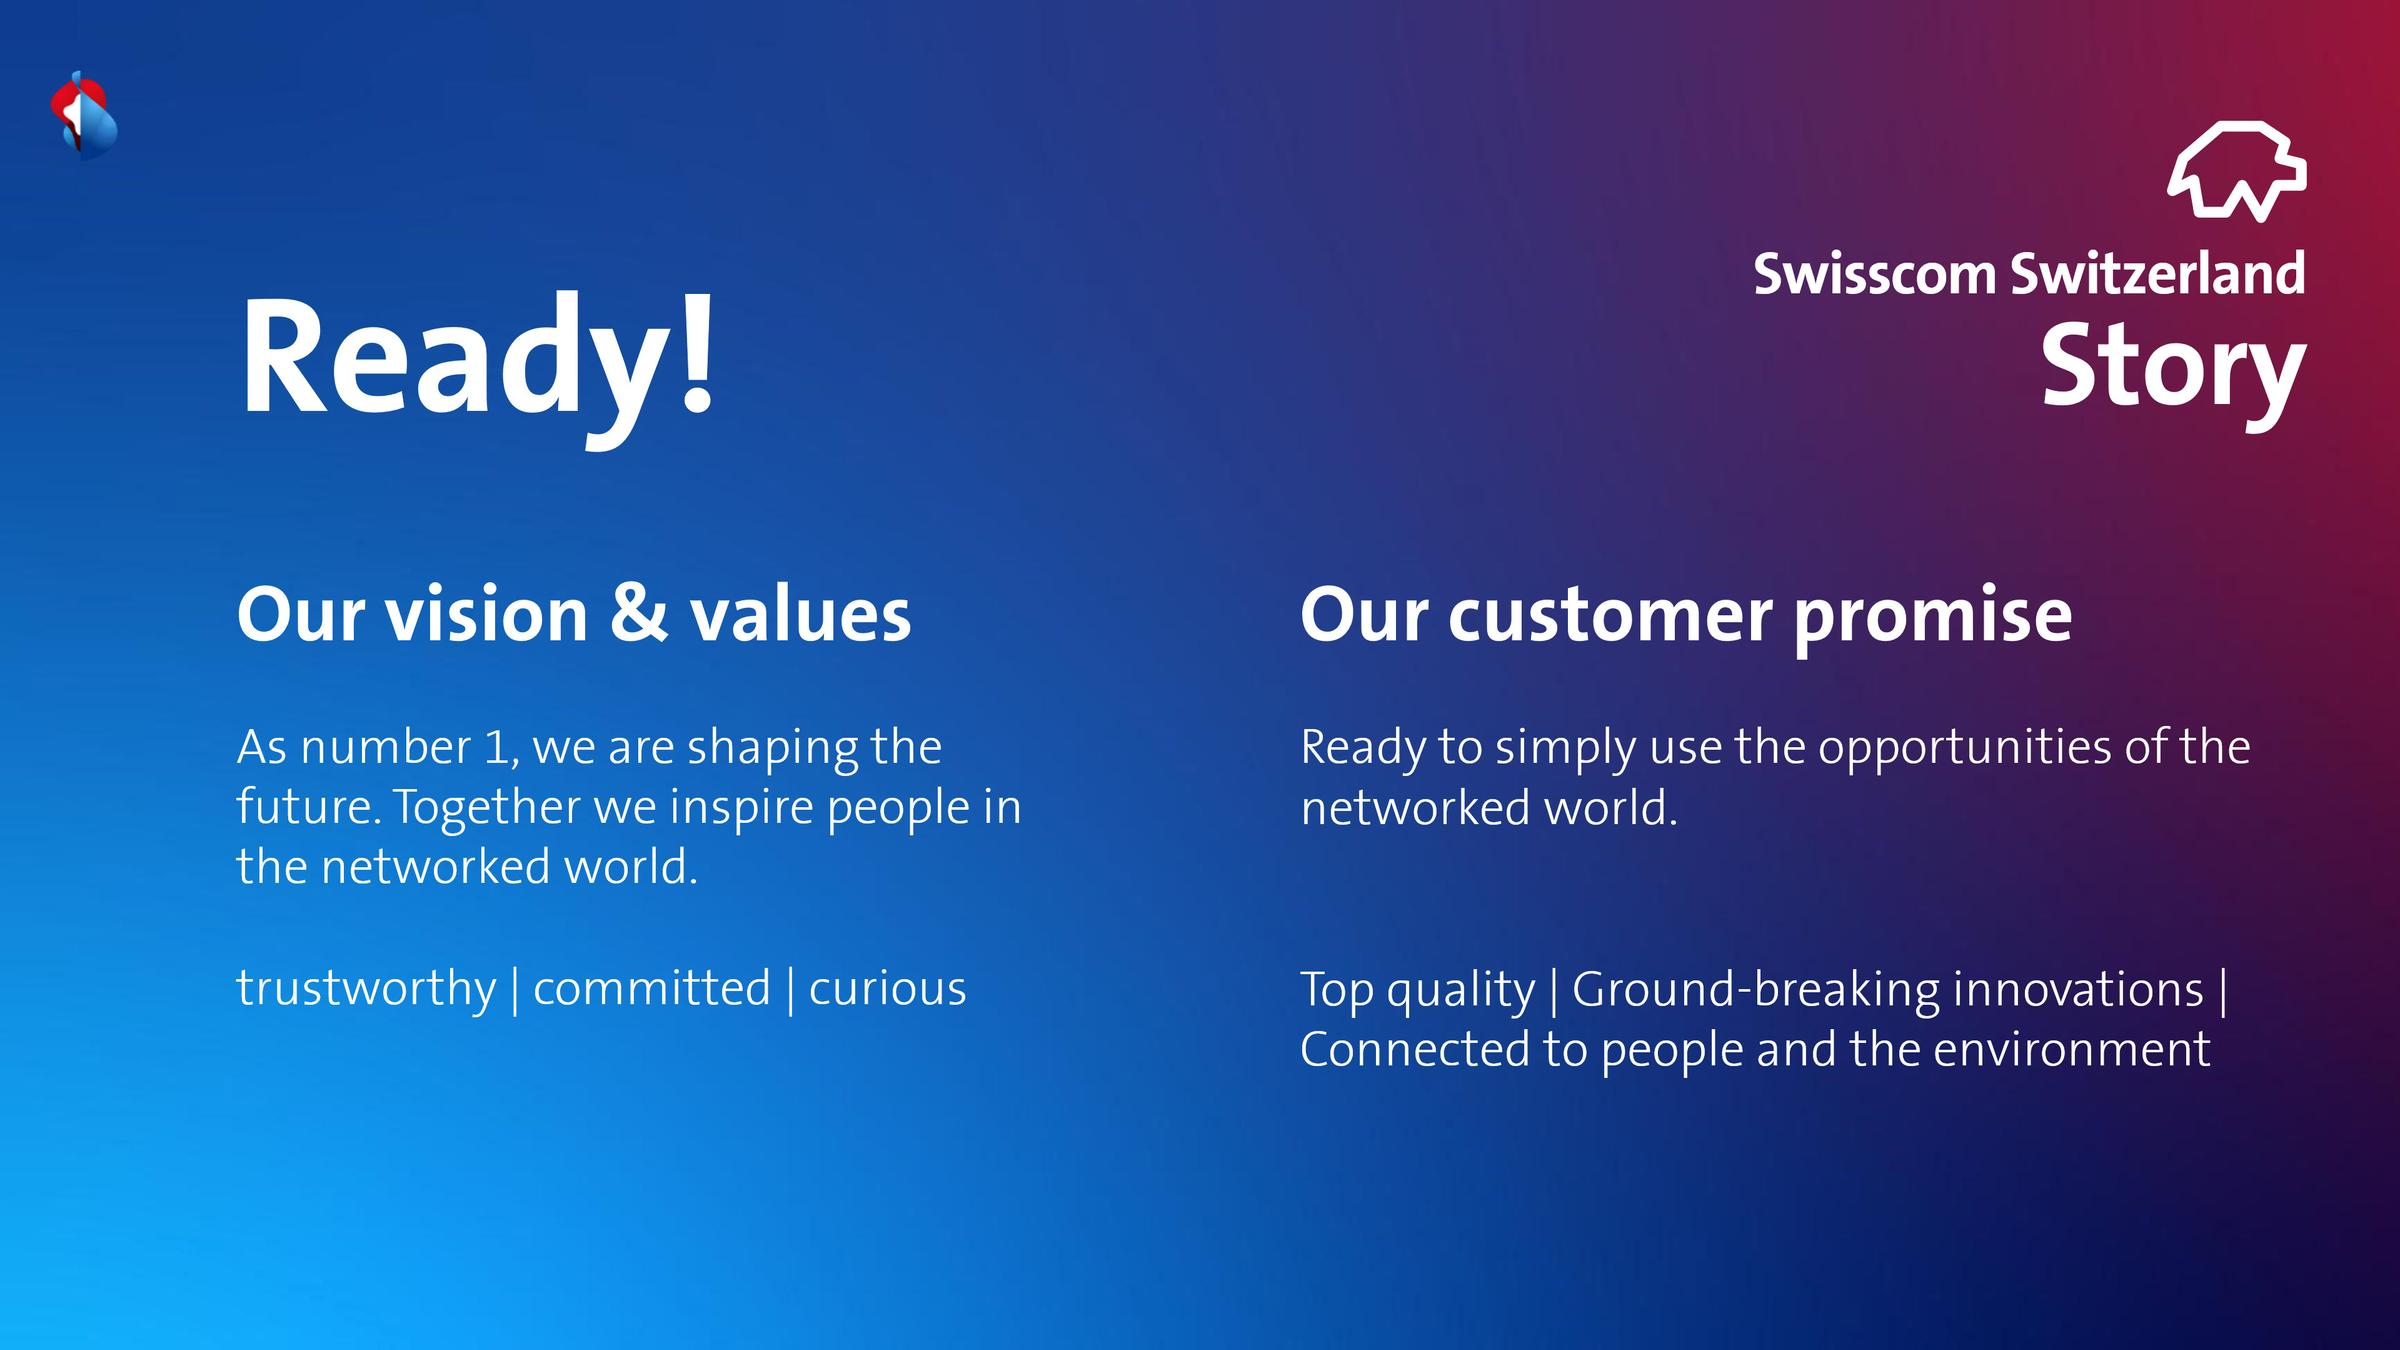 Swisscom Switzerland
Story
Ready!
Our vision & values
As number 1, we are shaping the
future. Together we inspire people in
the networked world.
trustworthy | committed | curious
Our customer promise
Ready to simply use the opportunities of the
networked world.
Top quality | Ground-breaking innovations |
Connected to people and the environment